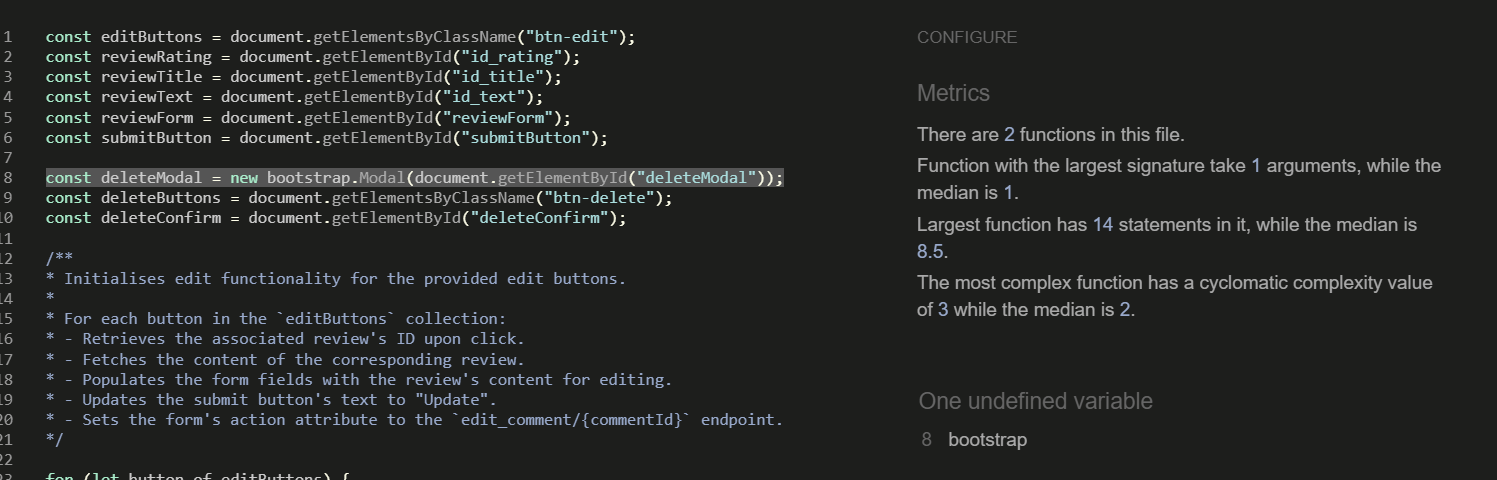 1 const editButtons = document.getElementsByClassName("btn-edit");
2 const reviewRating = document.getElementById("id_rating");
3 const reviewTitle = document.getElementById("id_title");
4 const reviewText = document.getElementById("id_text");
5 const reviewForm = document.getElementById("reviewForm");
6 const submitButton = document.getElementById("submitButton");
7
8 const deleteModal = new bootstrap.Modal(document.getElementById("deleteModal"));
9 const deleteButtons = document.getElementsByClassName("btn-delete");
10 const deleteConfirm = document.getElementById("deleteConfirm");
11
12 /**
13 * Initialises edit functionality for the provided edit buttons.
14 *
15 * For each button in the `editButtons` collection:
16 * - Retrieves the associated review's ID upon click.
17 * - Fetches the content of the corresponding review.
18 * - Populates the form fields with the review's content for editing.
19 * - Updates the submit button's text to "Update".
20 * - Sets the form's action attribute to the `edit_comment/{commentId}` endpoint.
21 */
22
23 for (let button of editButtons) {
CONFIGURE
Metrics
There are 2 functions in this file.
Function with the largest signature take 1 arguments, while the
median is 1.
Largest function has 14 statements in it, while the median is
8.5.
The most complex function has a cyclomatic complexity value
of 3 while the median is 2.
One undefined variable
8 bootstrap